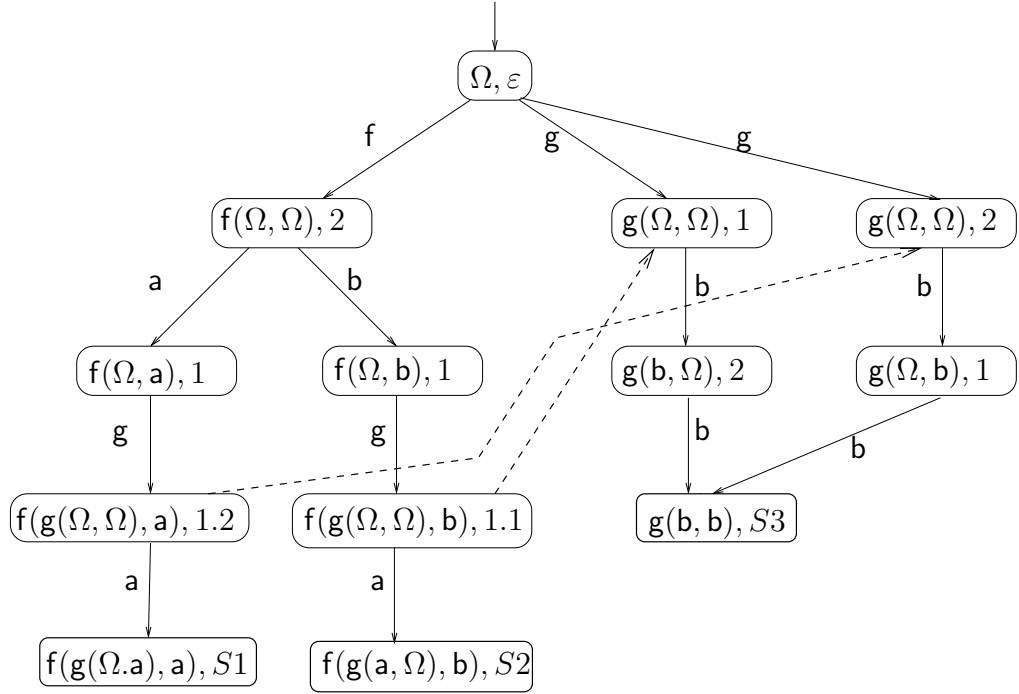 Ω, ε
f g g
f(Ω, Ω), 2 g(Ω, Ω), 1 g(Ω, Ω), 2
a b b b
f(Ω, a), 1 f(Ω, b), 1 g(b, Ω), 2 g(Ω, b), 1
g g b b
f(g(Ω, Ω), a), 1.2 f(g(Ω, Ω), b), 1.1 g(b, b), S3
a a
f(g(Ω.a), a), S1 f(g(a, Ω), b), S2